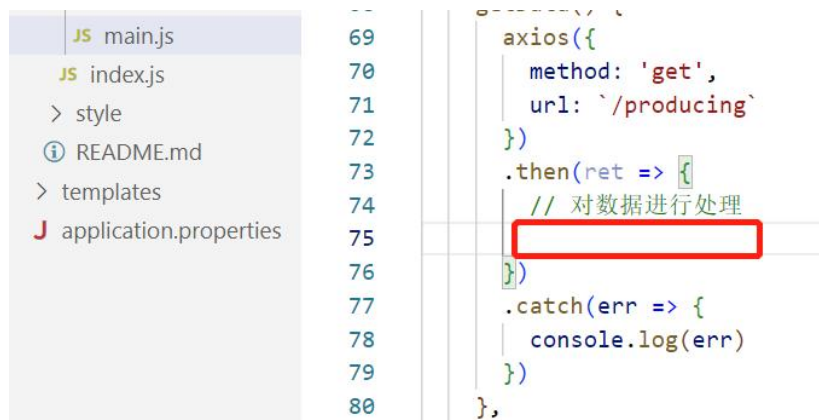 main.js
index.js
style
README.md
templates
application.properties
69 axios({
70 method: 'get',
71 url: `/producing`
72 })
73 .then(ret => {
74 // 对数据进行处理
75
76 })
77 .catch(err => {
78 console.log(err)
79 })
80 },